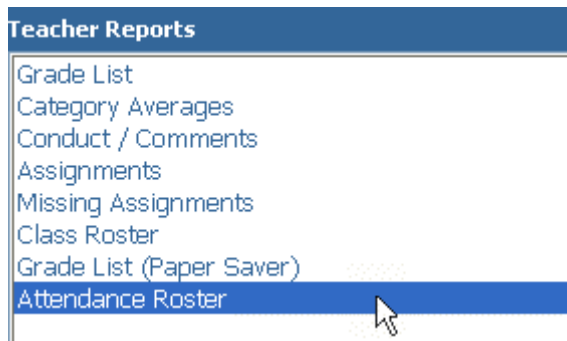 Teacher Reports
Grade List
Category Averages
Conduct / Comments
Assignments
Missing Assignments
Class Roster
Grade List (Paper Saver)
Attendance Roster